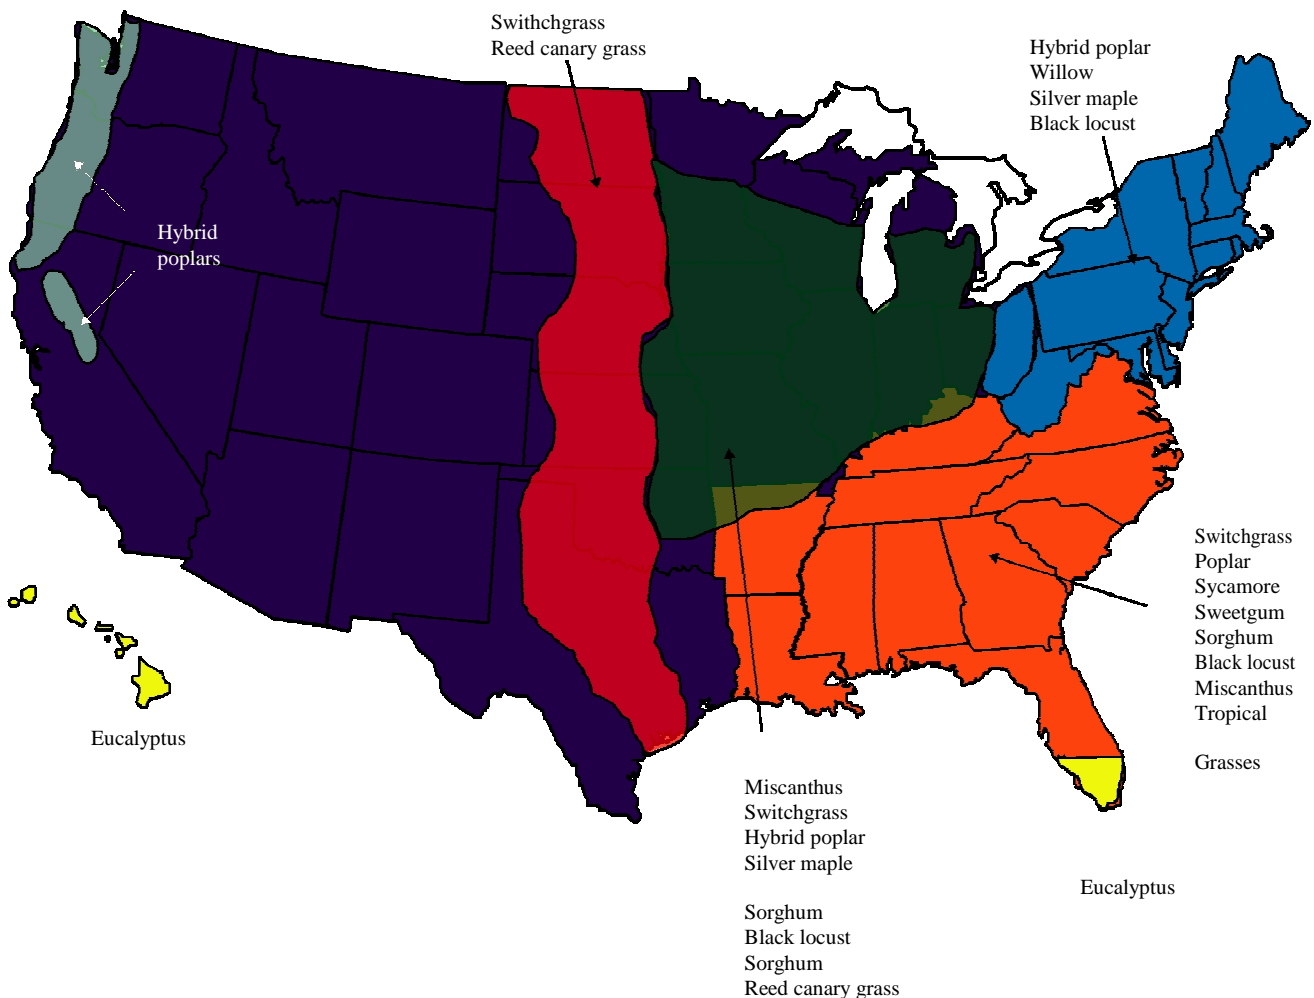 Swithchgrass
Reed canary grass
Hybrid poplar
Willow
Silver maple
Black locust
Hybrid
poplars
Switchgrass
Poplar
Sycamore
Sweetgum
Sorghum
Black locust
Miscanthus
Tropical
Grasses
Eucalyptus
Miscanthus
Switchgrass
Hybrid poplar
Silver maple
Sorghum
Black locust
Sorghum
Reed canary grass
Eucalyptus